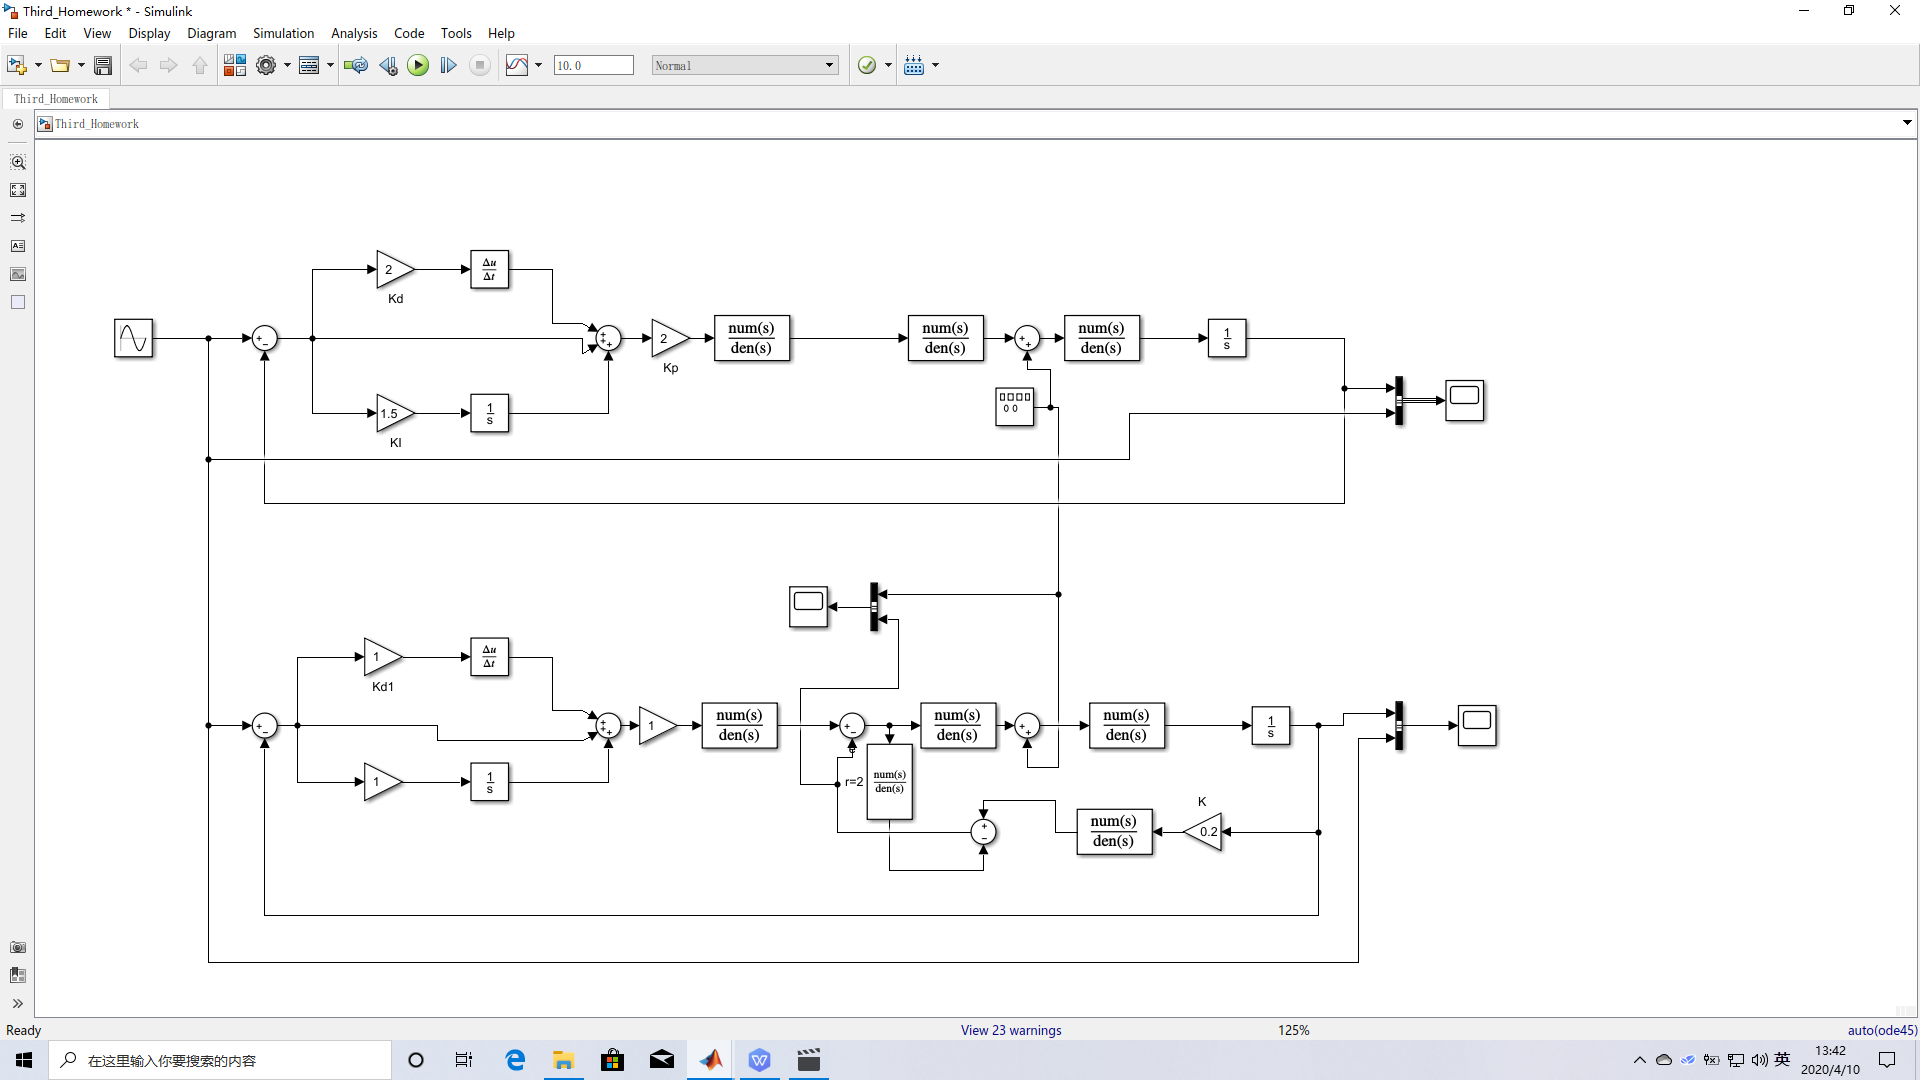 Third_Homework * - Simulink
File Edit View Display Diagram Simulation Analysis Code Tools Help
10.0 Normal
Third_Homework
Third_Homework
2
Kd
Δu
Δt
+
-
+
+
+
2
Kp
num(s)
den(s)
num(s)
den(s)
+
+
num(s)
den(s)
1
s
1.5
KI
1
s
0 0
1
Kd1
Δu
Δt
+
-
+
+
+
1
num(s)
den(s)
+
-
num(s)
den(s)
+
+
num(s)
den(s)
1
s
1
1
s
r=2
num(s)
den(s)
+
-
num(s)
den(s)
K
0.2
Ready View 23 warnings 125% auto(ode45)
在这里输入你要搜索的内容
英
13:42
2020/4/10